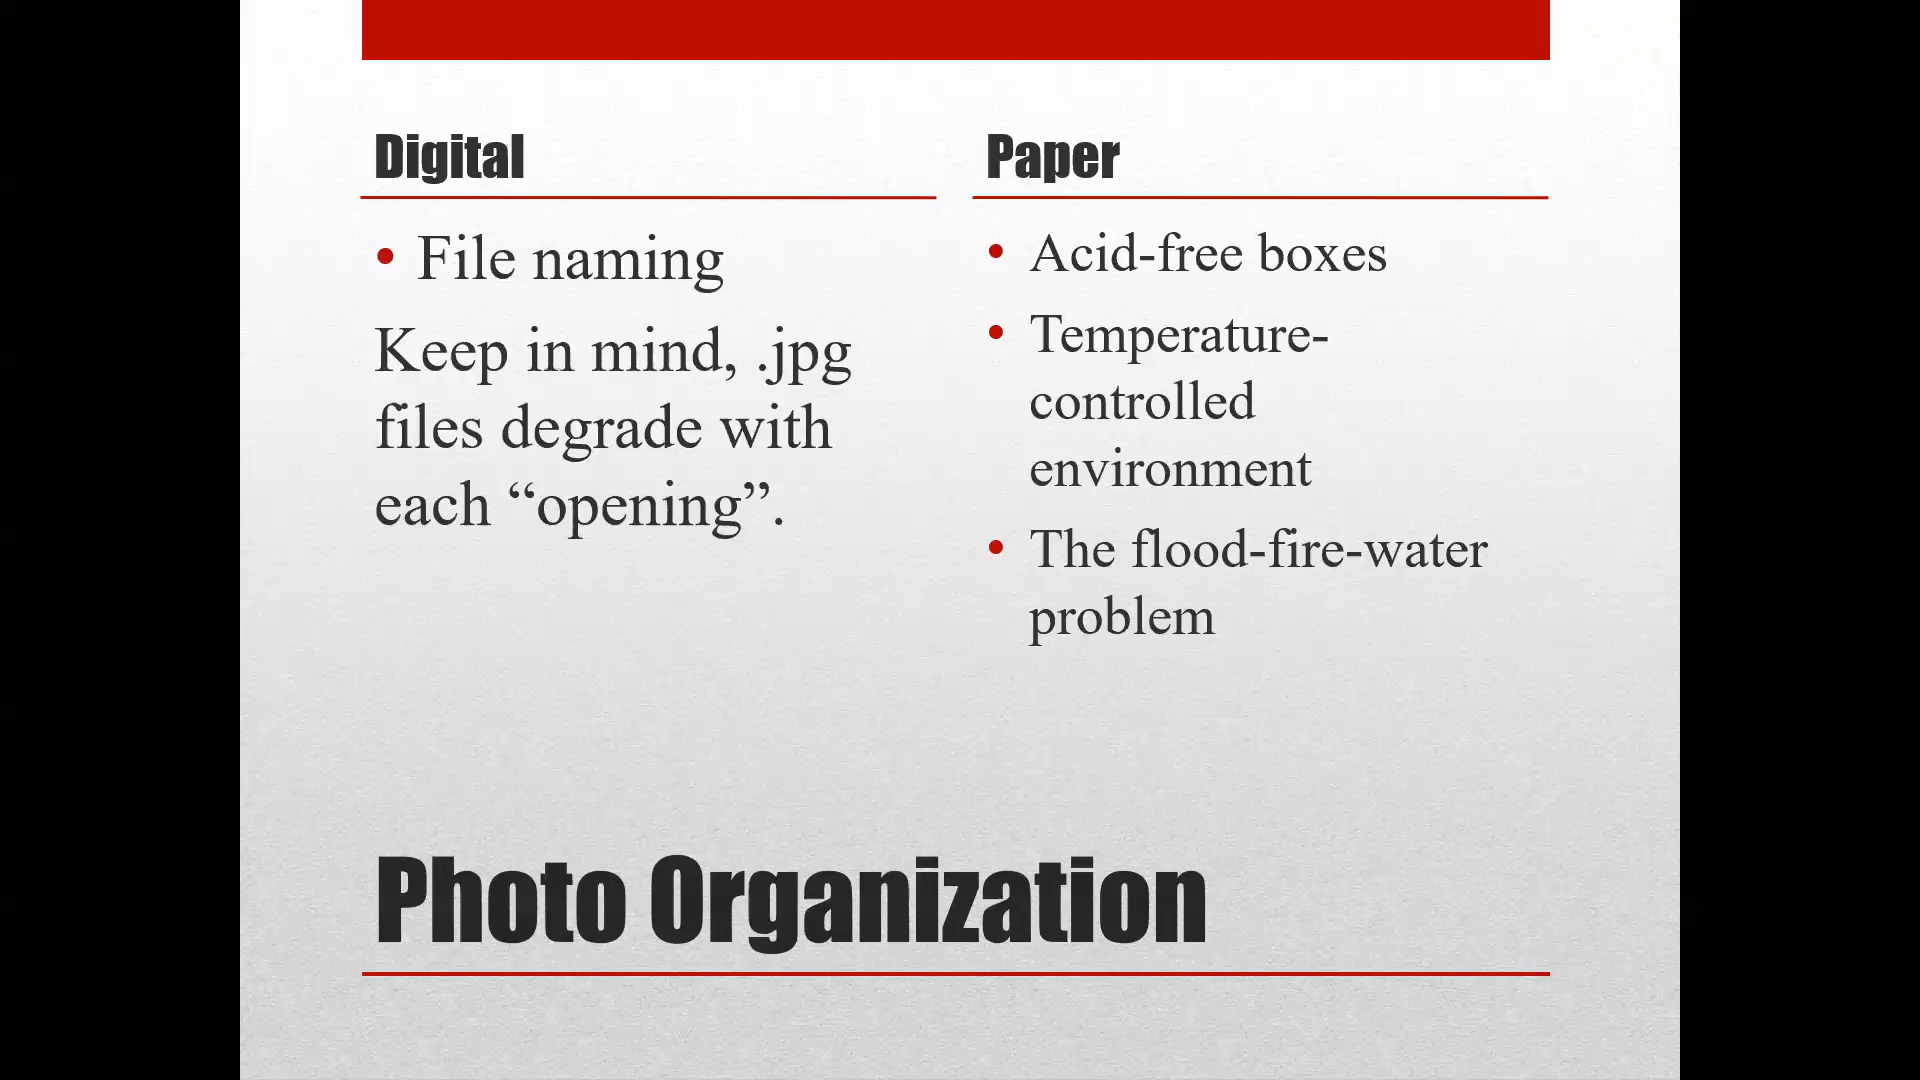 Digital
• File naming
Keep in mind, .jpg
files degrade with
each “opening”.
Paper
• Acid-free boxes
• Temperature-
controlled
environment
• The flood-fire-water
problem
Photo Organization